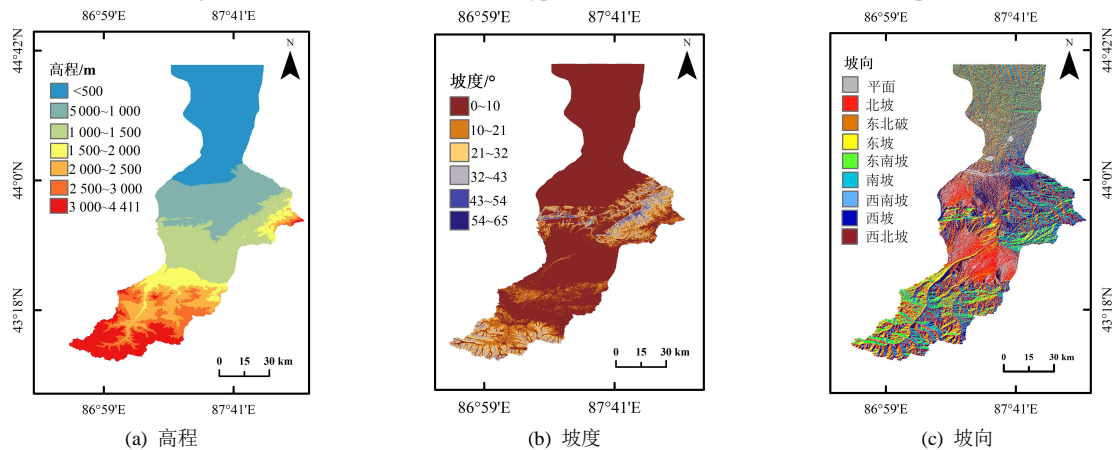 86°59'E
87°41'E
44°42'N
44°0'N
43°18'N
N
高程/m
<500
5 000~1 000
1 000~1 500
1 500~2 000
2 000~2 500
2 500~3 000
3 000~4 411
0 15 30 km
86°59'E
87°41'E
(a) 高程
86°59'E
87°41'E
N
坡度/°
0~10
10~21
21~32
32~43
43~54
54~65
0 15 30 km
86°59'E
87°41'E
(b) 坡度
86°59'E
87°41'E
44°42'N
44°0'N
43°18'N
N
坡向
平面
北坡
东北破
东坡
东南坡
南坡
西南坡
西坡
西北坡
0 15 30 km
86°59'E
87°41'E
(c) 坡向